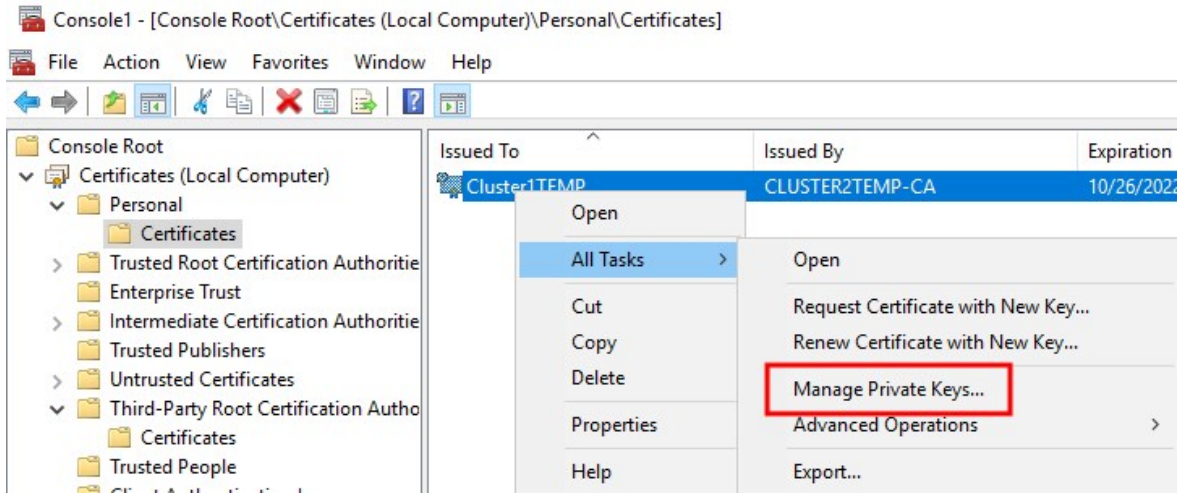 Console1 - [Console Root\Certificates (Local Computer)\Personal\Certificates]
File Action View Favorites Window Help
Console Root
Certificates (Local Computer)
Personal
Certificates
Trusted Root Certification Authoritie
Enterprise Trust
Intermediate Certification Authoritie
Trusted Publishers
Untrusted Certificates
Third-Party Root Certification Autho
Certificates
Trusted People
Issued To Issued By Expiration
Cluster1TEMP CLUSTER2TEMP-CA 10/26/2022
Open
All Tasks
Cut
Copy
Delete
Properties
Help
Open
Request Certificate with New Key...
Renew Certificate with New Key...
Manage Private Keys...
Advanced Operations
Export...